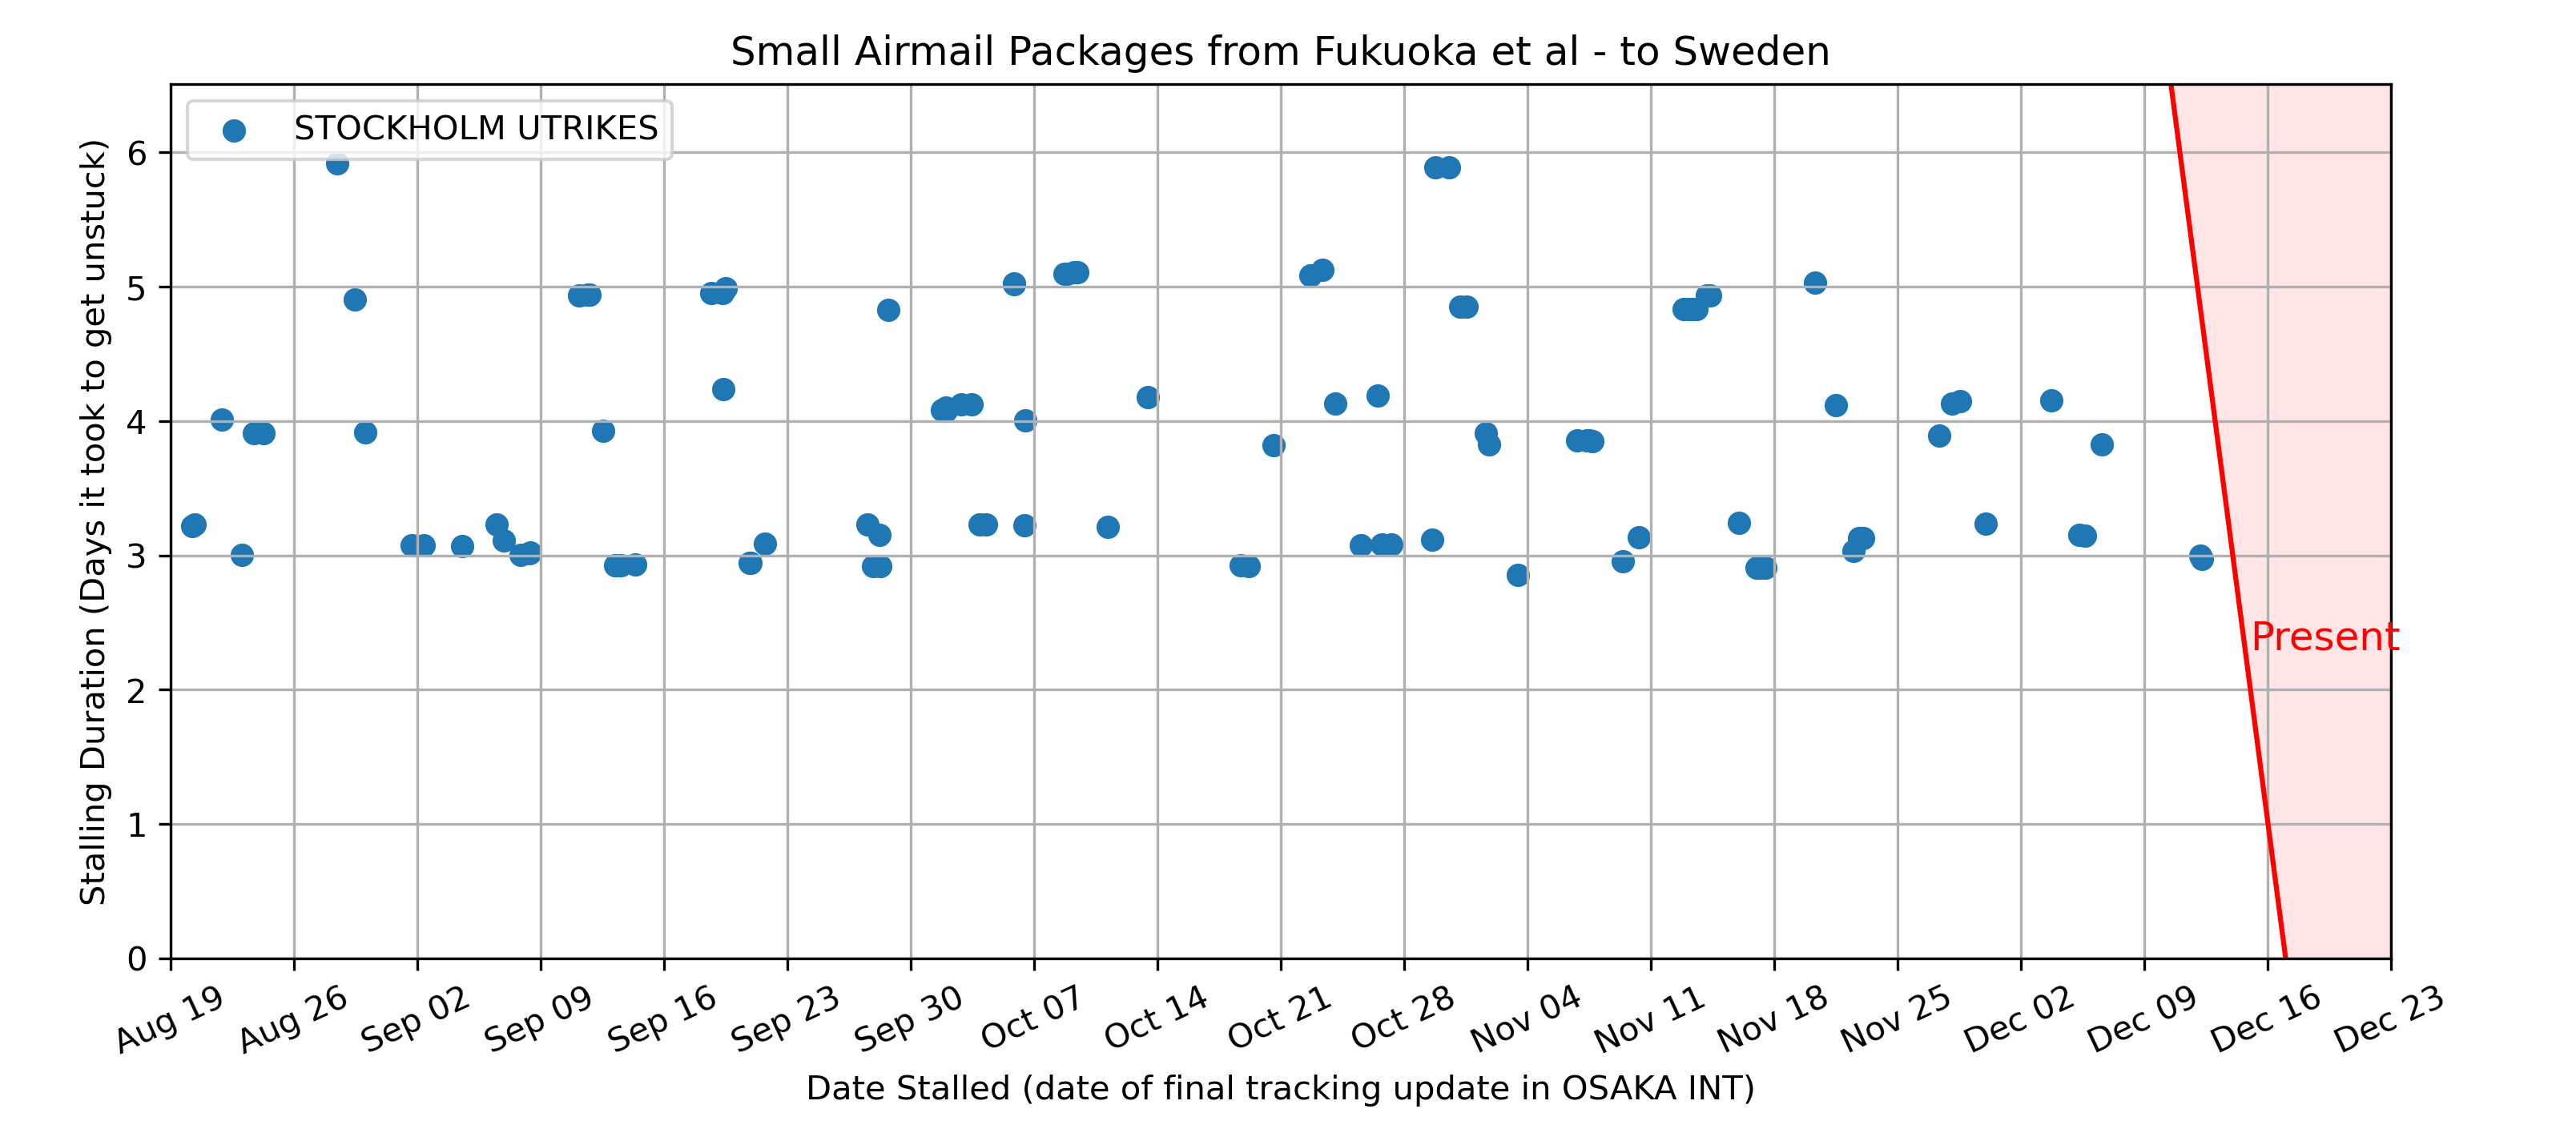 Small Airmail Packages from Fukuoka et al - to Sweden
STOCKHOLM UTRIKES
Stalling Duration (Days it took to get unstuck)
6
5
4
3
2
1
0
Present
Aug 19
Aug 26
Sep 02
Sep 09
Sep 16
Sep 23
Sep 30
Oct 07
Oct 14
Oct 21
Oct 28
Nov 04
Nov 11
Nov 18
Nov 25
Dec 02
Dec 09
Dec 16
Dec 23
Date Stalled (date of final tracking update in OSAKA INT)